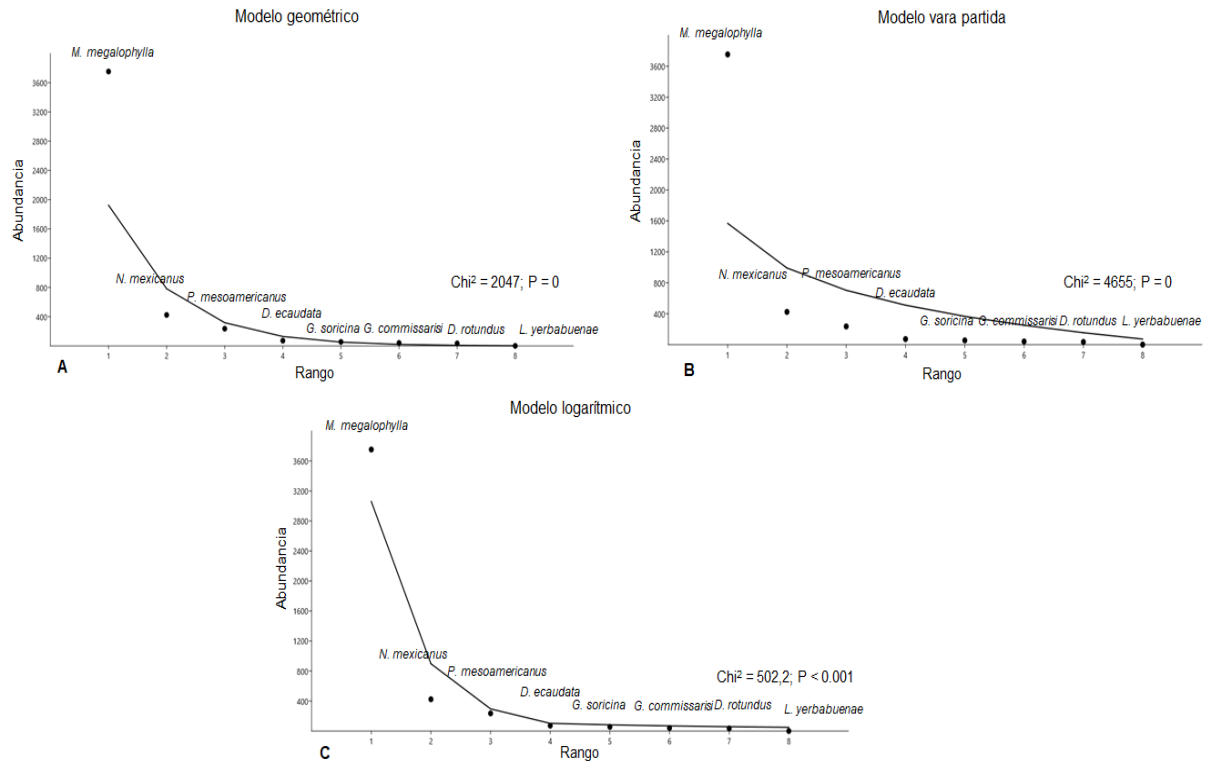 Modelo geométrico
M. megalophylla
3600
3200
2800
2400
2000
1600
1200
800
400
Abundancia
N. mexicanus
P. mesoamericanus
D. ecaudata
G. soricina G. commissarisi D. rotundus L. yerbabuenae
Chi² = 2047; P = 0
1 2 3 4 5 6 7 8
A
Rango
Modelo vara partida
M. megalophylla
3600
3200
2800
2400
2000
1600
1200
800
400
Abundancia
N. mexicanus P. mesoamericanus
D. ecaudata
G. soricina G. commissarisi D. rotundus L. yerbabuenae
Chi² = 4655; P = 0
1 2 3 4 5 6 7 8
B
Rango
Modelo logarítmico
M. megalophylla
3600
3200
2800
2400
2000
1600
1200
800
400
Abundancia
N. mexicanus
P. mesoamericanus
D. ecaudata
G. soricina G. commissarisi D. rotundus L. yerbabuenae
Chi² = 502,2; P < 0.001
1 2 3 4 5 6 7 8
C
Rango